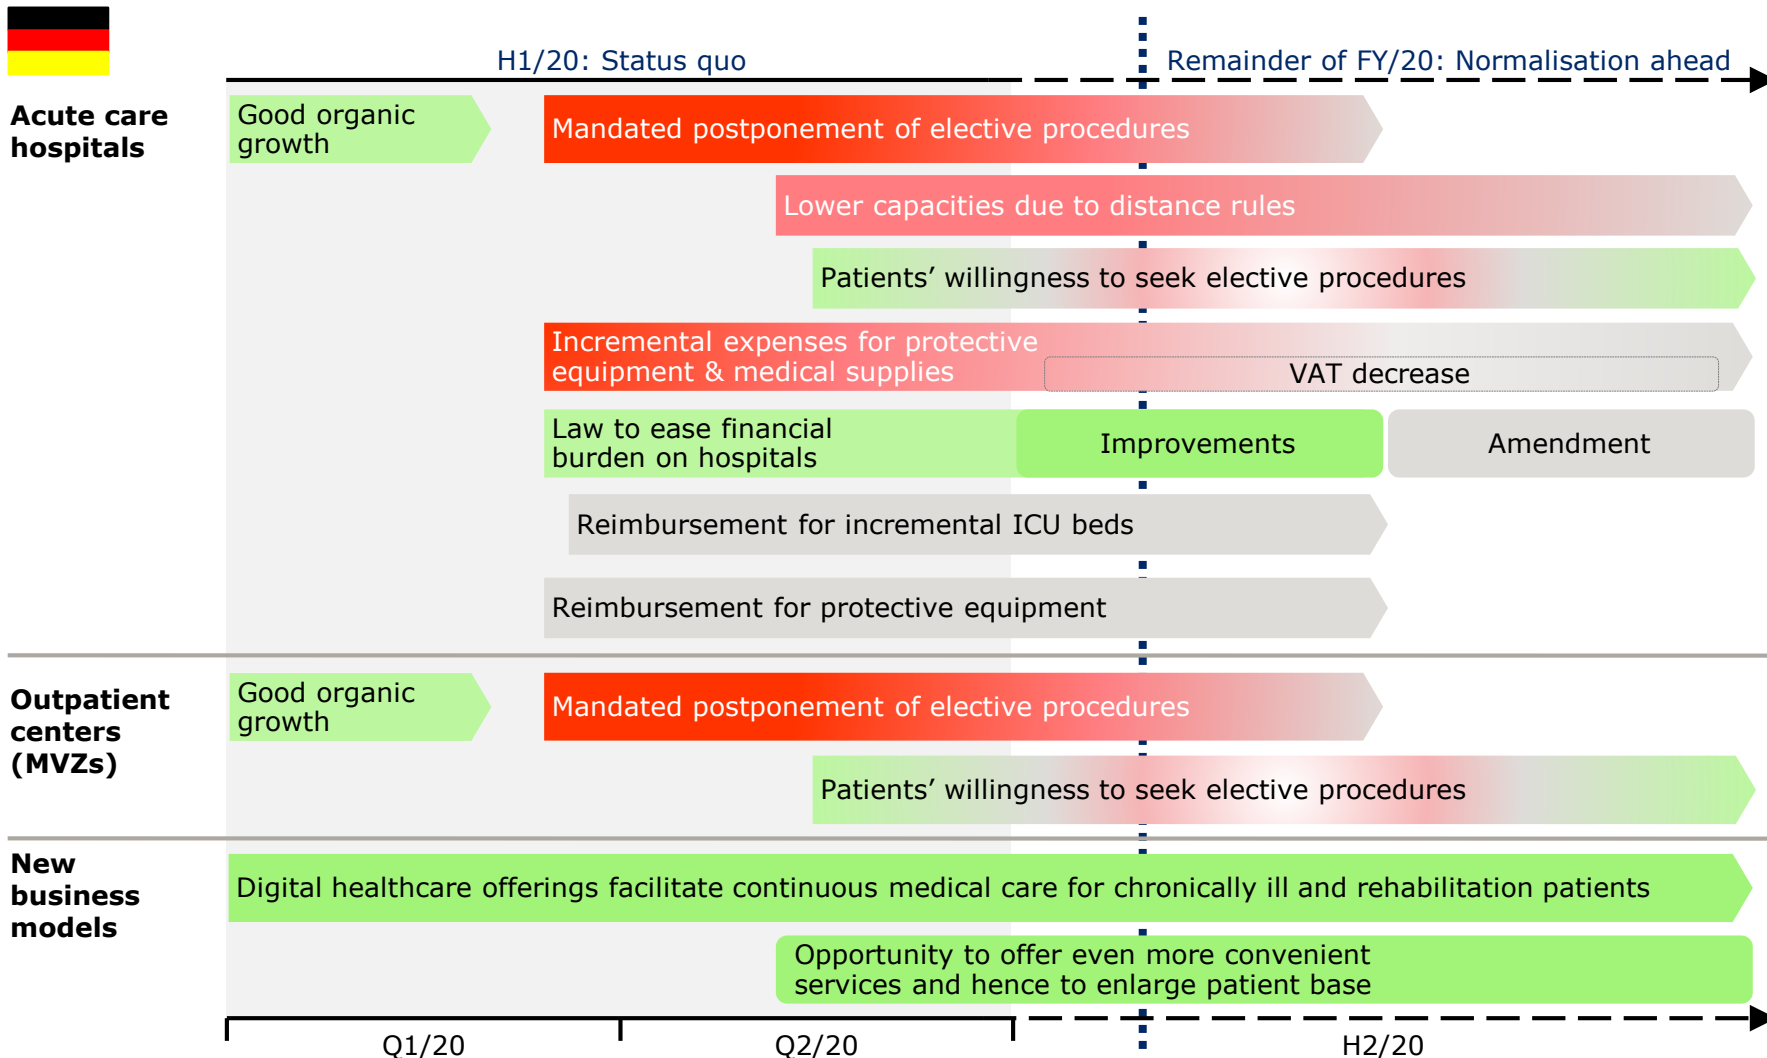 H1/20: Status quo
Remainder of FY/20: Normalisation ahead
Acute care
hospitals
Good organic
growth
Mandated postponement of elective procedures
Lower capacities due to distance rules
Patients’ willingness to seek elective procedures
Incremental expenses for protective
equipment & medical supplies
VAT decrease
Law to ease financial
burden on hospitals
Improvements
Amendment
Reimbursement for incremental ICU beds
Reimbursement for protective equipment
Outpatient
centers
(MVZs)
Good organic
growth
Mandated postponement of elective procedures
Patients’ willingness to seek elective procedures
New
business
models
Digital healthcare offerings facilitate continuous medical care for chronically ill and rehabilitation patients
Opportunity to offer even more convenient
services and hence to enlarge patient base
Q1/20
Q2/20
H2/20